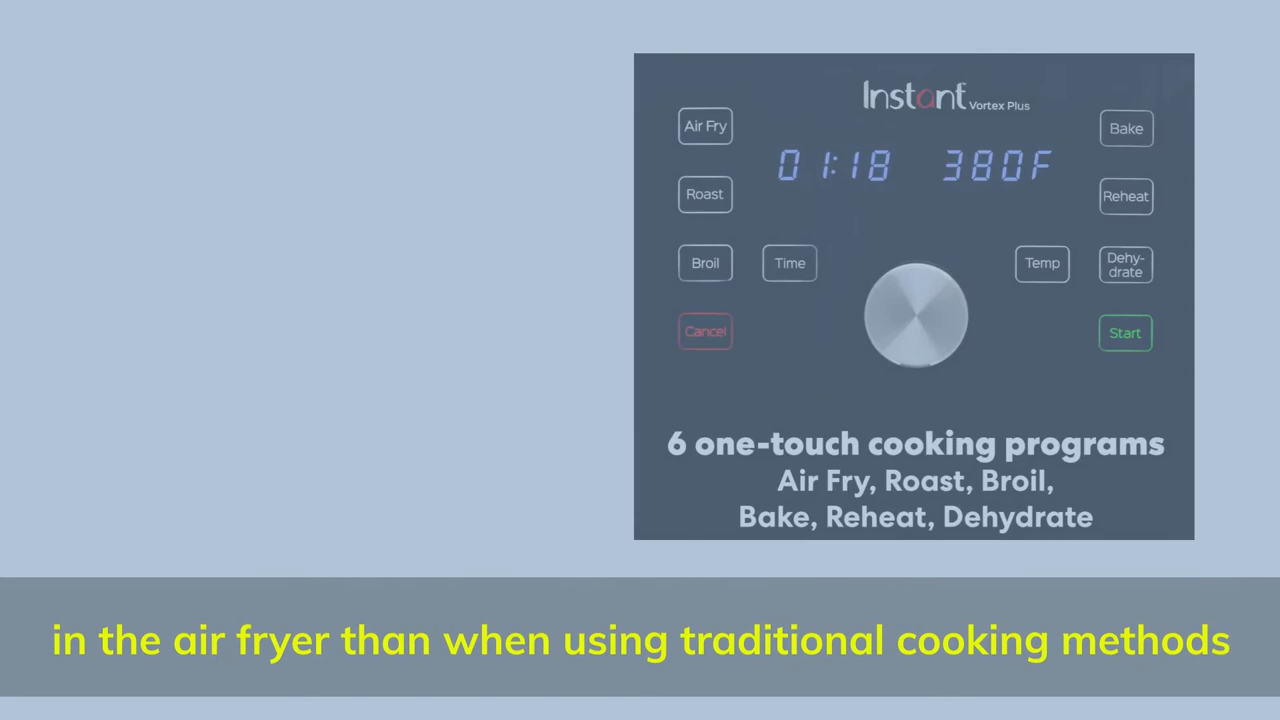 Instant Vortex Plus
Air Fry
Bake
01:18 380F
Roast
Reheat
Broil
Time
Temp
Dehy-
drate
Cancel
Start
6 one-touch cooking programs
Air Fry, Roast, Broil,
Bake, Reheat, Dehydrate
in the air fryer than when using traditional cooking methods